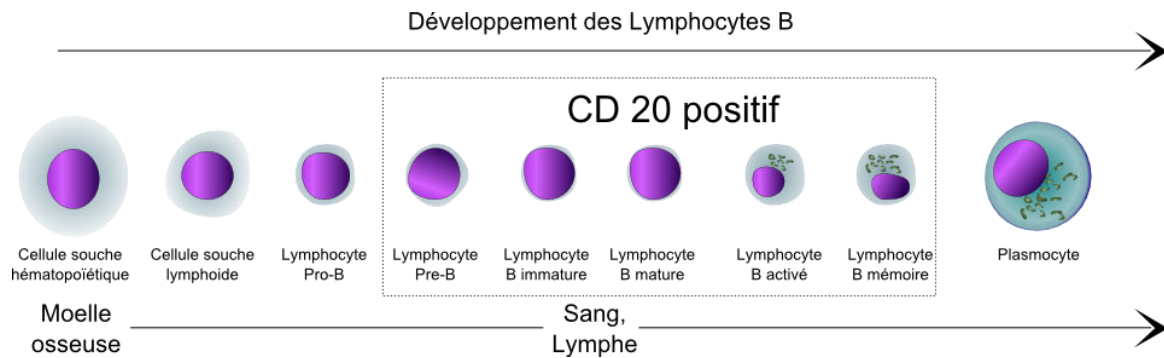 Développement des Lymphocytes B
CD 20 positif
Cellule souche
hématopoïétique
Cellule souche
lymphoide
Lymphocyte
Pro-B
Lymphocyte
Pre-B
Lymphocyte
B immature
Lymphocyte
B mature
Lymphocyte
B activé
Lymphocyte
B mémoire
Plasmocyte
Moelle
osseuse
Sang,
Lymphe